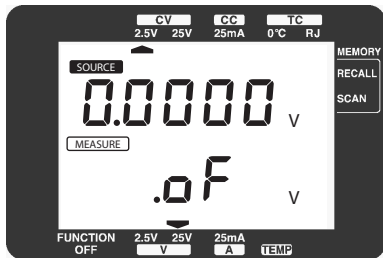 CV CC TC
2.5V 25V 25mA 0°C RJ
MEMORY
SOURCE
RECALL
SCAN
0.0000 V
MEASURE
.oF V
FUNCTION 2.5V 25V 25mA
OFF V A TEMP